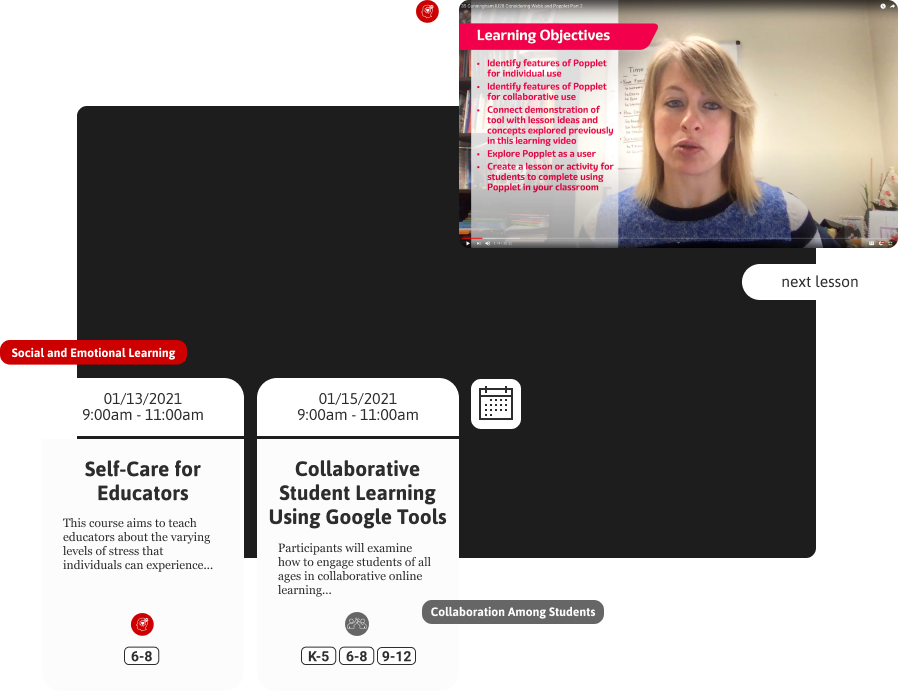 Learning Objectives
• Identify features of Popplet
for individual use
• Identify features of Popplet
for collaborative use
• Connect demonstration of
tool with lesson ideas and
concepts explored previously
in this learning video
• Explore Popplet as a user
• Create a lesson or activity for
students to complete using
Popplet in your classroom
next lesson
Social and Emotional Learning
01/13/2021
9:00am - 11:00am
Self-Care for
Educators
This course aims to teach
educators about the varying
levels of stress that
individuals can experience...
6-8
01/15/2021
9:00am - 11:00am
Collaborative
Student Learning
Using Google Tools
Participants will examine
how to engage students of all
ages in collaborative online
learning...
Collaboration Among Students
K-5 6-8 9-12